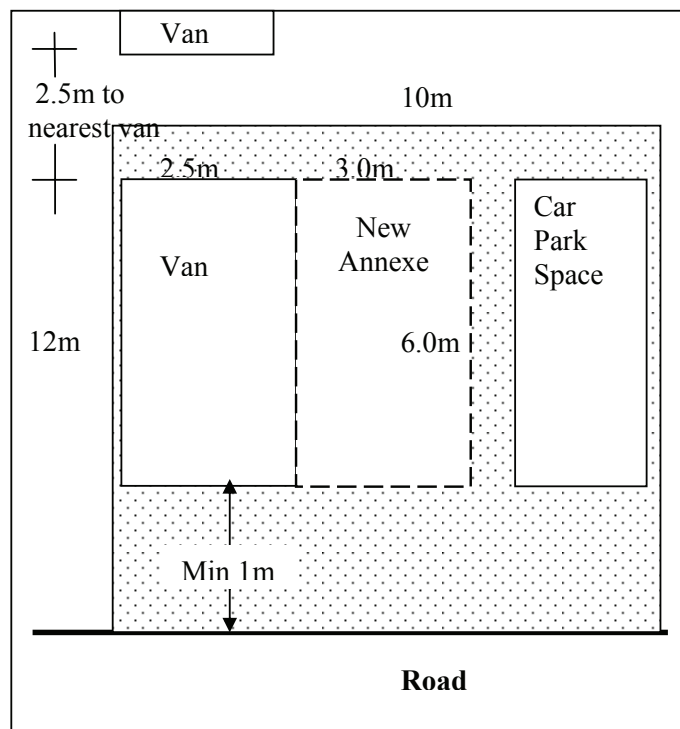 Van
2.5m to
nearest van
10m
2.5m
3.0m
Van
New
Annexe
Car
Park
Space
12m
6.0m
Min 1m
Road